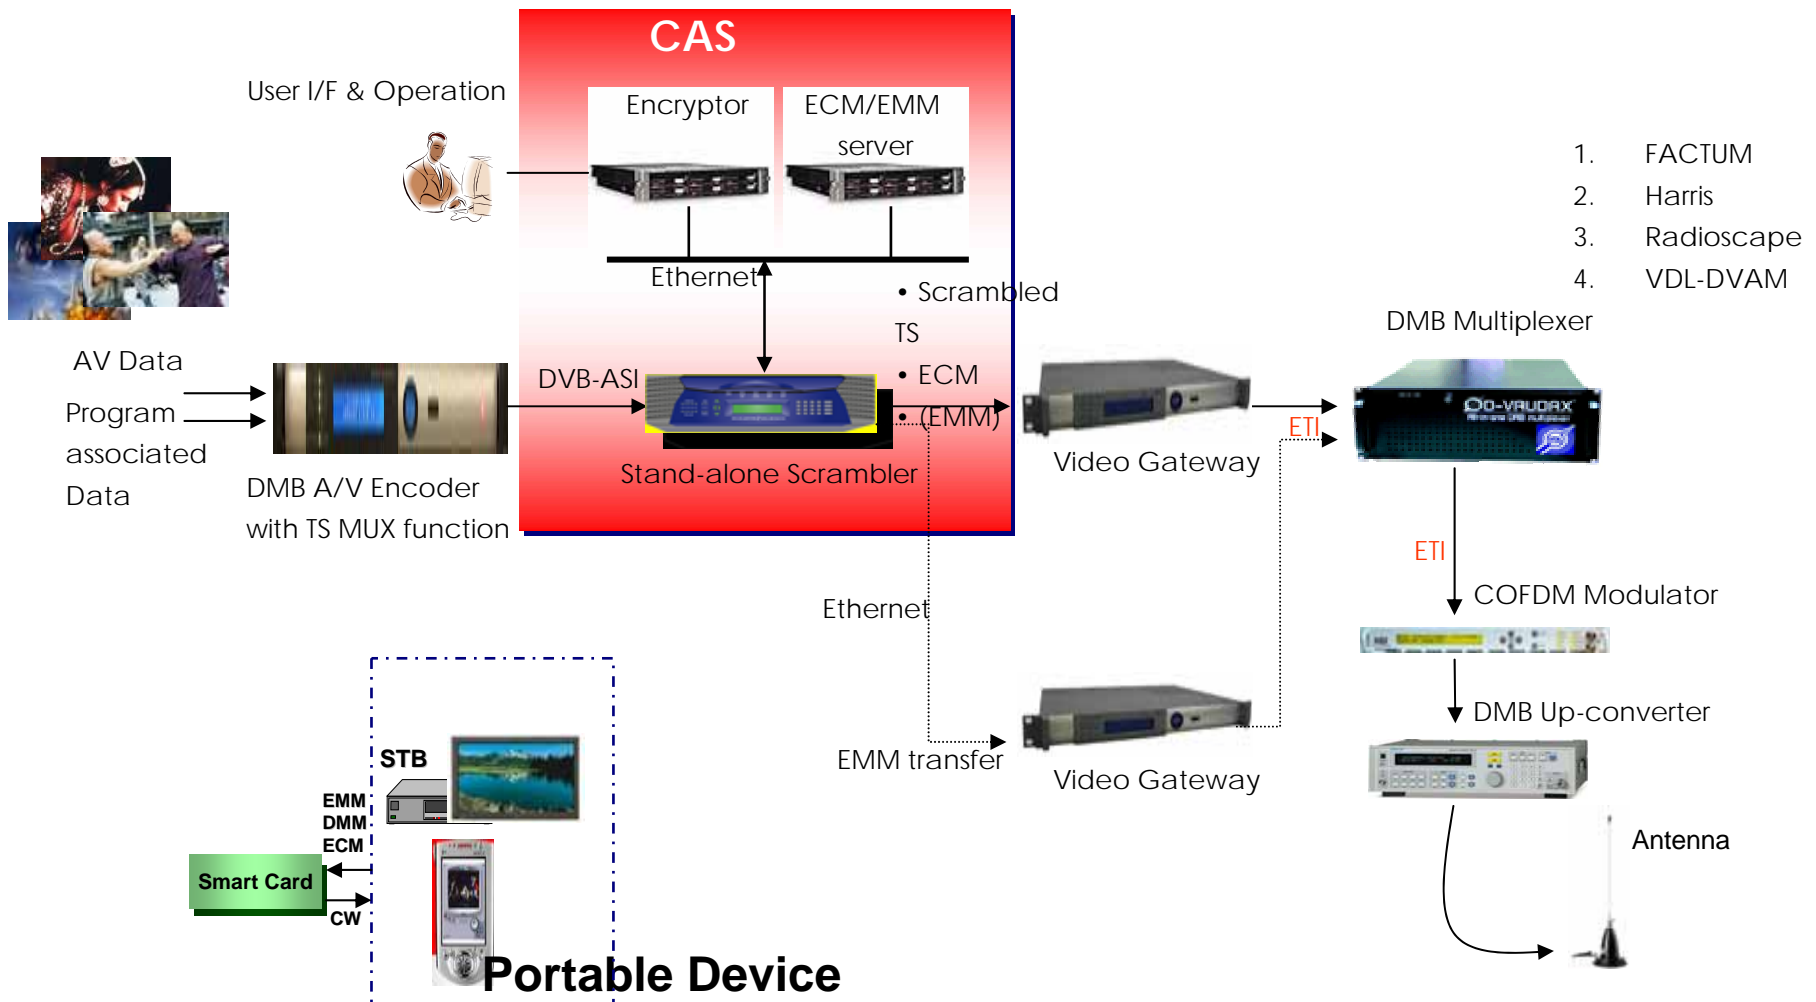 CAS
User I/F & Operation
Encryptor
ECM/EMM
server
1. FACTUM
2. Harris
3. Radioscape
4. VDL-DVAM
Ethernet
• Scrambled
TS
• ECM
• (EMM)
DMB Multiplexer
AV Data
Program
associated
Data
DVB-ASI
ETI
Stand-alone Scrambler
Video Gateway
DMB A/V Encoder
with TS MUX function
ETI
COFDM Modulator
Ethernet
DMB Up-converter
EMM transfer
Video Gateway
STB
EMM
DMM
ECM
Smart Card
CW
Antenna
Portable Device